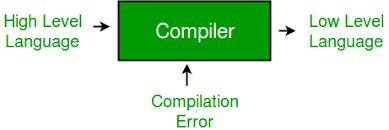 High Level
Language
Compiler
Low Level
Language
Compilation
Error